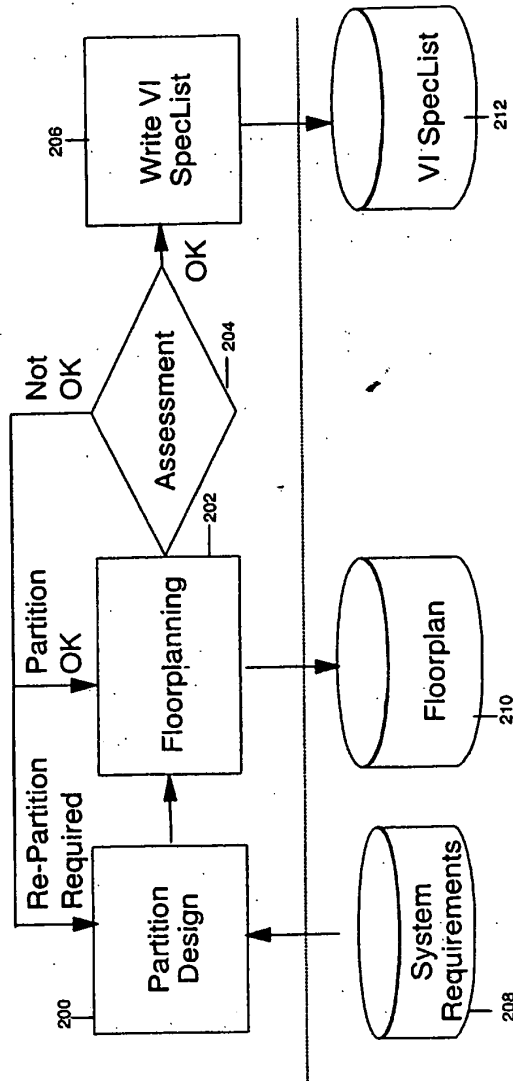 Not
OK
Re-Partition
Required
Partition
OK
200
Partition
Design
Floorplanning
202
Assessment
204
OK
206
Write VI
SpecList
System
Requirements
208
Floorplan
210
VI SpecList
212